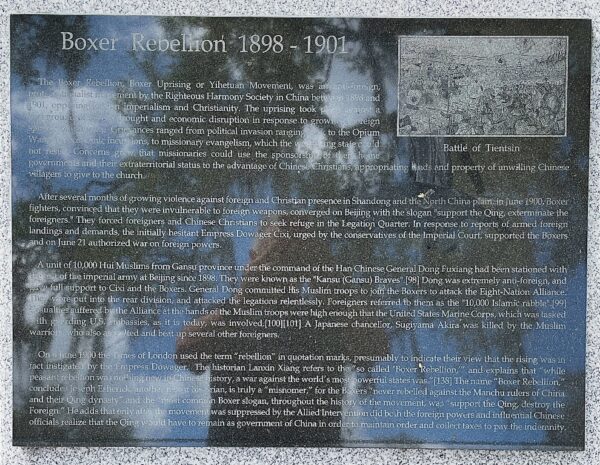 Boxer Rebellion 1898 - 1901
The Boxer Rebellion, Boxer Uprising or Yihetuan Movement, was an anti-foreign,
movement by the Righteous Harmony Society in China between 1898 and
1901, imperialism and Christianity. The uprising took against a
drought and economic disruption in response to growth foreign
Grievances ranged from political invasion ranging to the Opium
economic incursions, to missionary evangelism, which the state could
not resist. Concerns grew that missionaries could use the sponsorship of home
governments and their extraterritorial status to the advantage of Chinese Christians, appropriating lands and property of unwilling Chinese
villagers to give to the church.
Battle of Tientsin
After several months of growing violence against foreign and Christian presence in Shandong and the North China plain, in June 1900, Boxer
fighters, convinced that they were invulnerable to foreign weapons, converged on Beijing with the slogan "support the Qing, exterminate the
foreigners." They forced foreigners and Chinese Christians to seek refuge in the Legation Quarter. In response to reports of armed foreign
landings and demands, the initially hesitant Empress Dowager Cixi, urged by the conservatives of the Imperial Court, supported the Boxers
and on June 21 authorized war on foreign powers.
A unit of 10,000 Hui Muslims from Gansu province under the command of the Han Chinese General Dong Fuxiang had been stationed with
of the imperial army at Beijing since 1898. They were known as the "Kansu (Gansu) Braves".[98] Dong was extremely anti-foreign, and
full support to Cixi and the Boxers. General Dong committed his Muslim troops to join the Boxers to attack the Eight-Nation Alliance.
put into the rear division, and attacked the legations relentlessly. Foreigners referred to them as the "10,000 Islamic rabble".[99]
Casualties suffered by the Alliance at the hands of the Muslim troops were high enough that the United States Marine Corps, which was tasked
with guarding U.S. embassies, as it is today, was involved.[100][101] A Japanese chancellor, Sugiyama Akira was killed by the Muslim
warriors, who also assaulted and beat up several other foreigners.
On June 1900 the Times of London used the term "rebellion" in quotation marks, presumably to indicate their view that the rising was in
fact instigated by the Empress Dowager. The historian Lanxin Xiang refers to the "so called 'Boxer Rebellion,'" and explains that "while
peasant rebellion was nothing new in Chinese history, a war against the world's most powerful states was."[138] The name "Boxer Rebellion,"
concludes Joseph Esherick, another recent historian, is truly a "misnomer," for the Boxers "never rebelled against the Manchu rulers of China
and their Qing dynasty" and the "most common Boxer slogan, throughout the history of the movement, was "support the Qing, destroy the
Foreign." He adds that only after the movement was suppressed by the Allied Intervention did both the foreign powers and influential Chinese
officials realize that the Qing would have to remain as government of China in order to maintain order and collect taxes to pay the indemnity.